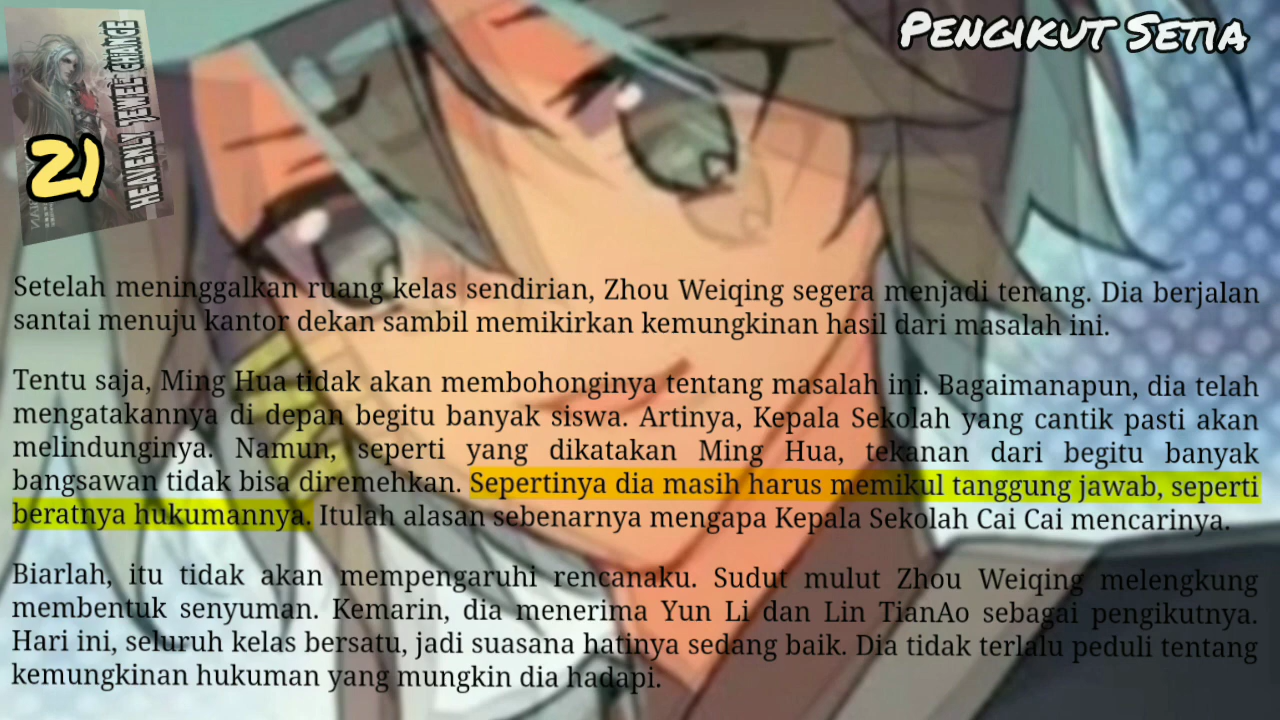 Pengikut Setia
HEAVENLY JEWEL CHANGE
21
Setelah meninggalkan ruang kelas sendirian, Zhou Weiqing segera menjadi tenang. Dia berjalan
santai menuju kantor dekan sambil memikirkan kemungkinan hasil dari masalah ini.
Tentu saja, Ming Hua tidak akan membohonginya tentang masalah ini. Bagaimanapun, dia telah
mengatakannya di depan begitu banyak siswa. Artinya, Kepala Sekolah yang cantik pasti akan
melindunginya. Namun, seperti yang dikatakan Ming Hua, tekanan dari begitu banyak
bangsawan tidak bisa diremehkan. Sepertinya dia masih harus memikul tanggung jawab, seperti
beratnya hukumannya. Itulah alasan sebenarnya mengapa Kepala Sekolah Cai Cai mencarinya.
Biarlah, itu tidak akan mempengaruhi rencanaku. Sudut mulut Zhou Weiqing melengkung
membentuk senyuman. Kemarin, dia menerima Yun Li dan Lin TianAo sebagai pengikutnya.
Hari ini, seluruh kelas bersatu, jadi suasana hatinya sedang baik. Dia tidak terlalu peduli tentang
kemungkinan hukuman yang mungkin dia hadapi.